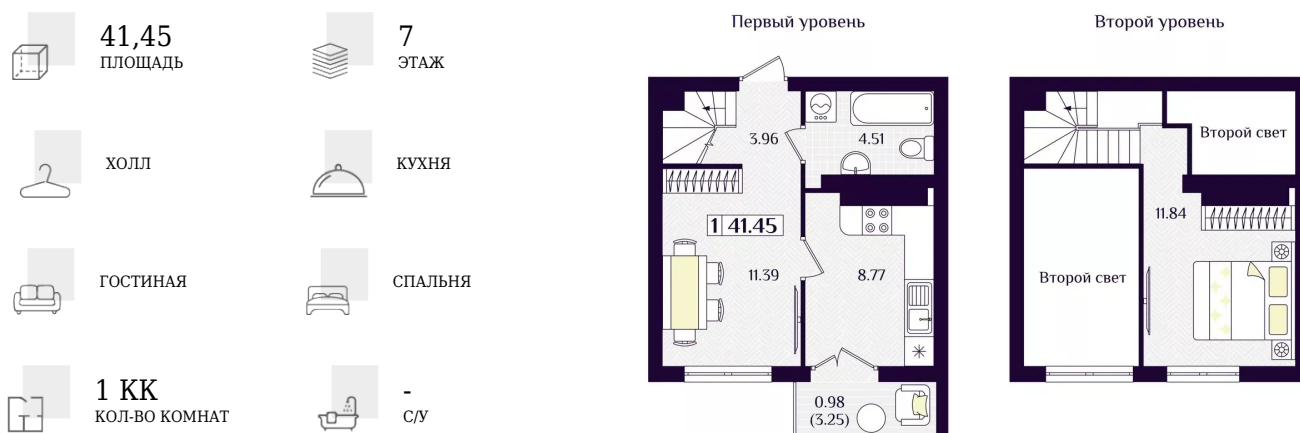 41,45
ПЛОЩАДЬ
7
ЭТАЖ
ХОЛЛ
КУХНЯ
ГОСТИНАЯ
СПАЛЬНЯ
1 КК
КОЛ-ВО КОМНАТ
-
С/У
Первый уровень
3.96
4.51
1 41.45
11.39
8.77
0.98
(3.25)
Второй уровень
Второй свет
11.84
Второй свет